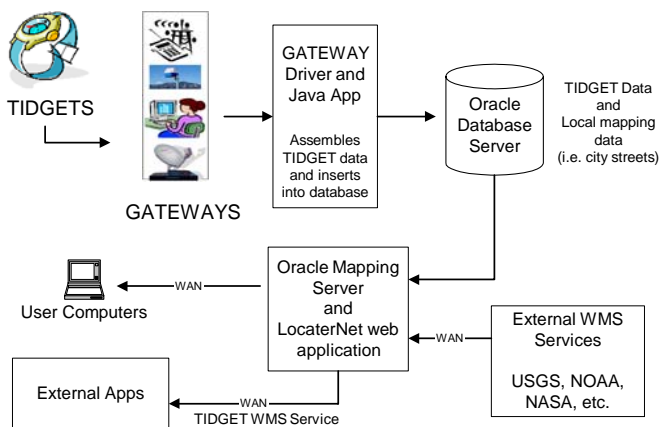 TIDGETS
GATEWAYS
GATEWAY
Driver and
Java App
Assembles
TIDGET data
and inserts
into database
Oracle
Database
Server
TIDGET Data
and
Local mapping
data
(i.e. city streets)
User Computers
WAN
Oracle Mapping
Server
and
LocaterNet web
application
WAN
External WMS
Services
USGS, NOAA,
NASA, etc.
External Apps
WAN
TIDGET WMS Service